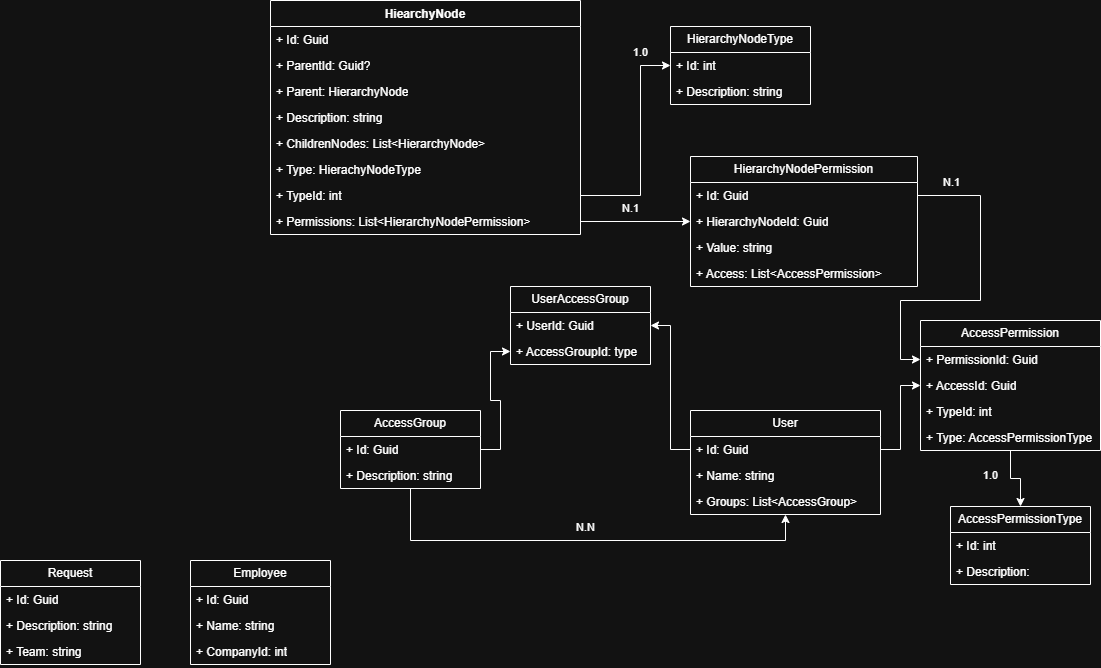 HiearchyNode
+ Id: Guid
+ ParentId: Guid?
+ Parent: HierarchyNode
+ Description: string
+ ChildrenNodes: List<HierarchyNode>
+ Type: HierachyNodeType
+ TypeId: int
+ Permissions: List<HierarchyNodePermission>
1.0
HierarchyNodeType
+ Id: int
+ Description: string
N.1
HierarchyNodePermission
+ Id: Guid
+ HierarchyNodeId: Guid
+ Value: string
+ Access: List<AccessPermission>
N.1
UserAccessGroup
+ UserId: Guid
+ AccessGroupId: type
AccessPermission
+ PermissionId: Guid
+ AccessId: Guid
+ TypeId: int
+ Type: AccessPermissionType
AccessGroup
+ Id: Guid
+ Description: string
User
+ Id: Guid
+ Name: string
+ Groups: List<AccessGroup>
N.N
1.0
AccessPermissionType
+ Id: int
+ Description:
Request
+ Id: Guid
+ Description: string
+ Team: string
Employee
+ Id: Guid
+ Name: string
+ CompanyId: int